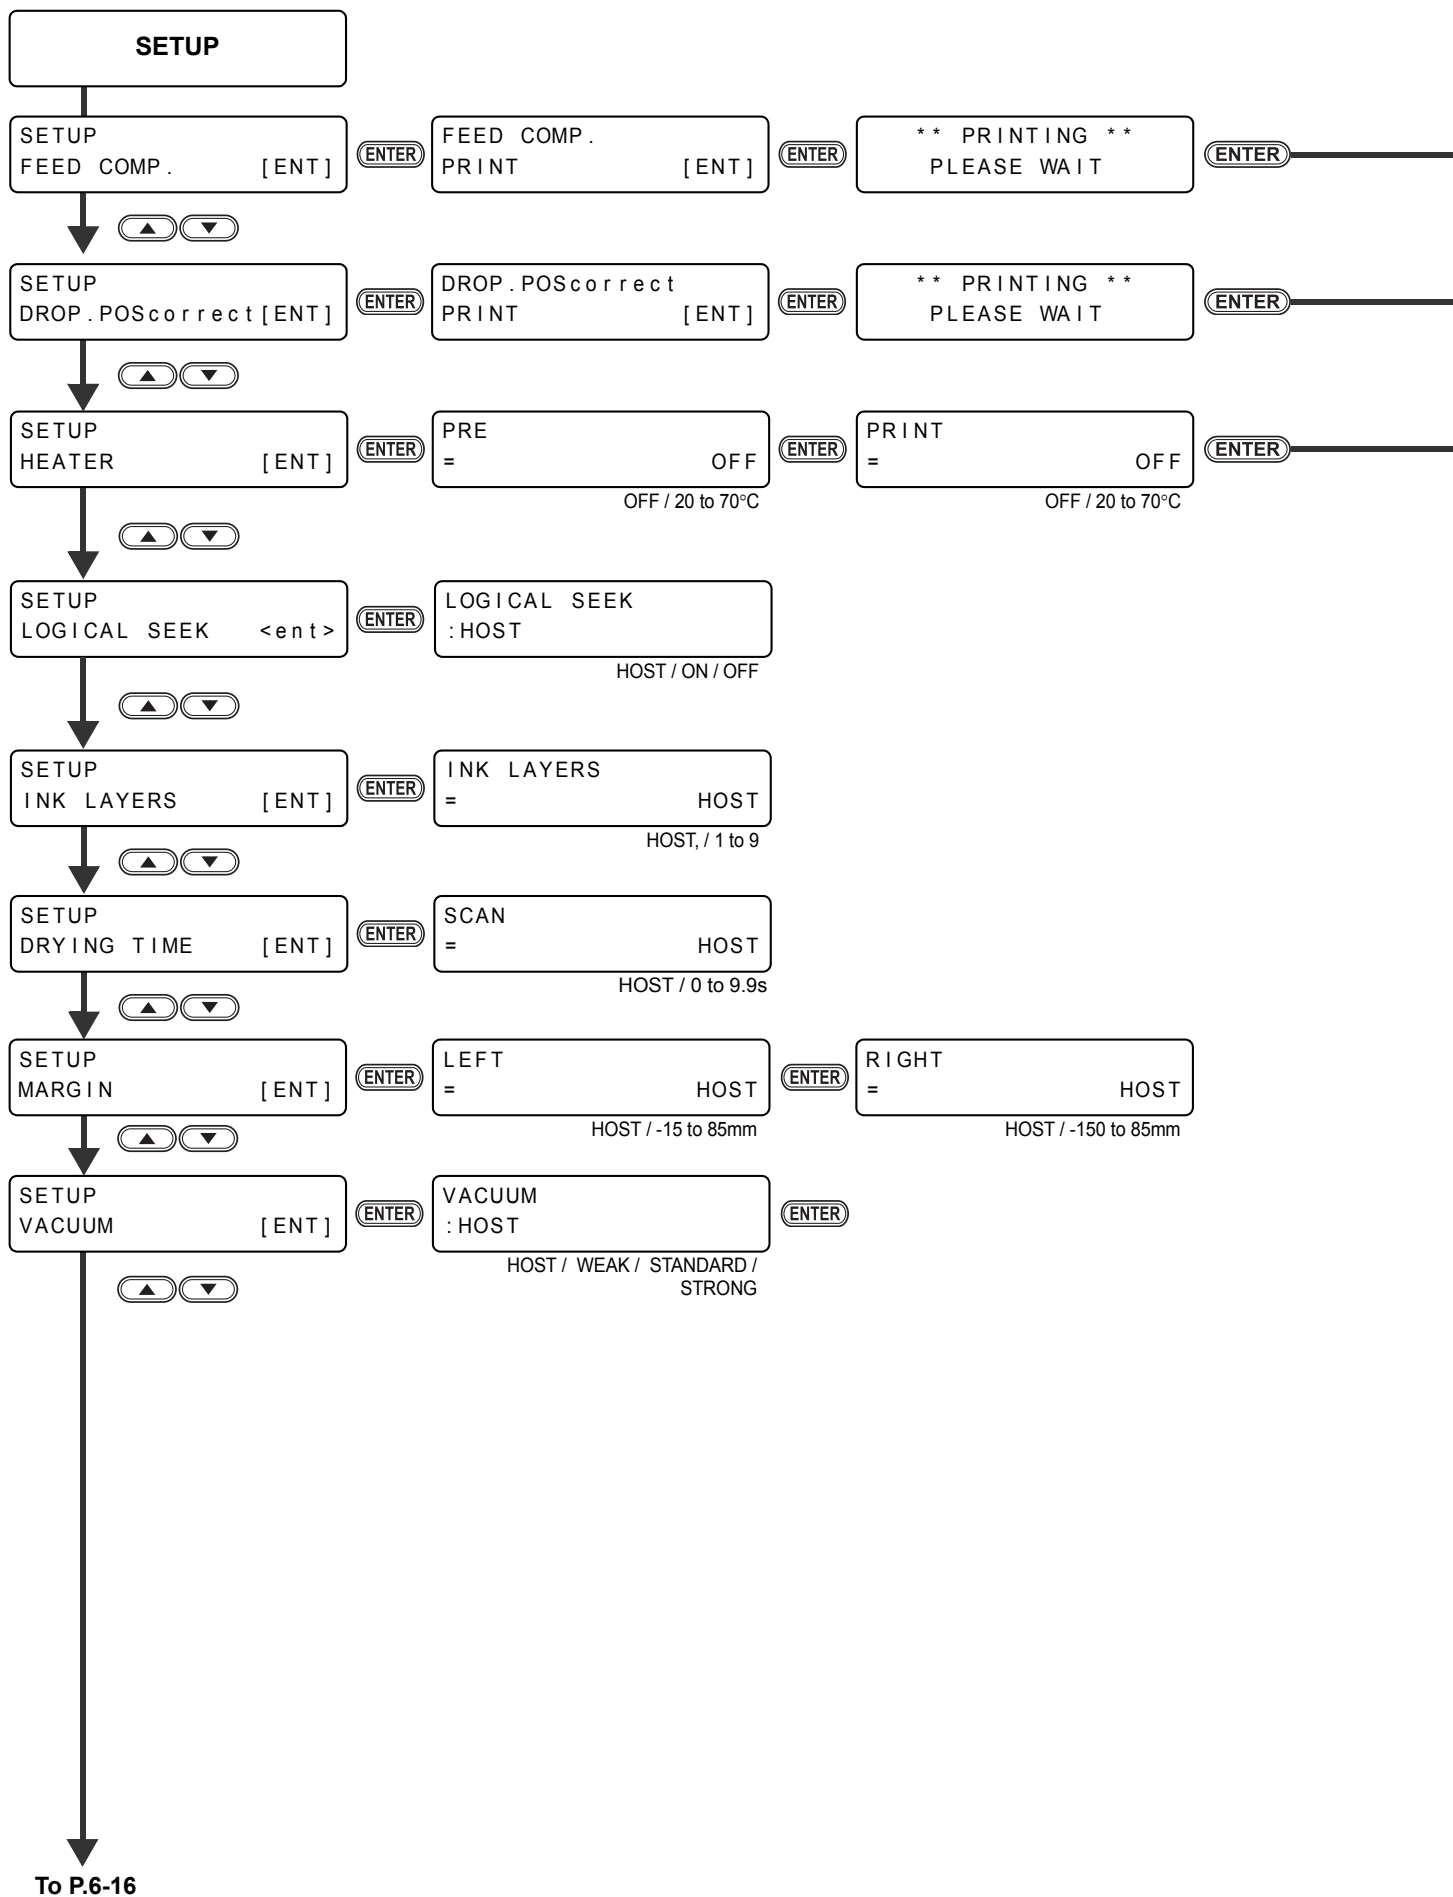 SETUP
SETUP
FEED COMP. [ENT]
ENTER
FEED COMP.
PRINT [ENT]
ENTER
** PRINTING **
PLEASE WAIT
ENTER
SETUP
DROP.POScorrect[ENT]
ENTER
DROP.POScorrect
PRINT [ENT]
ENTER
** PRINTING **
PLEASE WAIT
ENTER
SETUP
HEATER [ENT]
ENTER
PRE
= OFF
OFF / 20 to 70°C
ENTER
PRINT
= OFF
OFF / 20 to 70°C
ENTER
SETUP
LOGICAL SEEK <ent>
ENTER
LOGICAL SEEK
:HOST
HOST / ON / OFF
SETUP
INK LAYERS [ENT]
ENTER
INK LAYERS
= HOST
HOST, / 1 to 9
SETUP
DRYING TIME [ENT]
ENTER
SCAN
= HOST
HOST / 0 to 9.9s
SETUP
MARGIN [ENT]
ENTER
LEFT
= HOST
HOST / -15 to 85mm
ENTER
RIGHT
= HOST
HOST / -150 to 85mm
SETUP
VACUUM [ENT]
ENTER
VACUUM
:HOST
HOST / WEAK / STANDARD /
STRONG
ENTER
To P.6-16